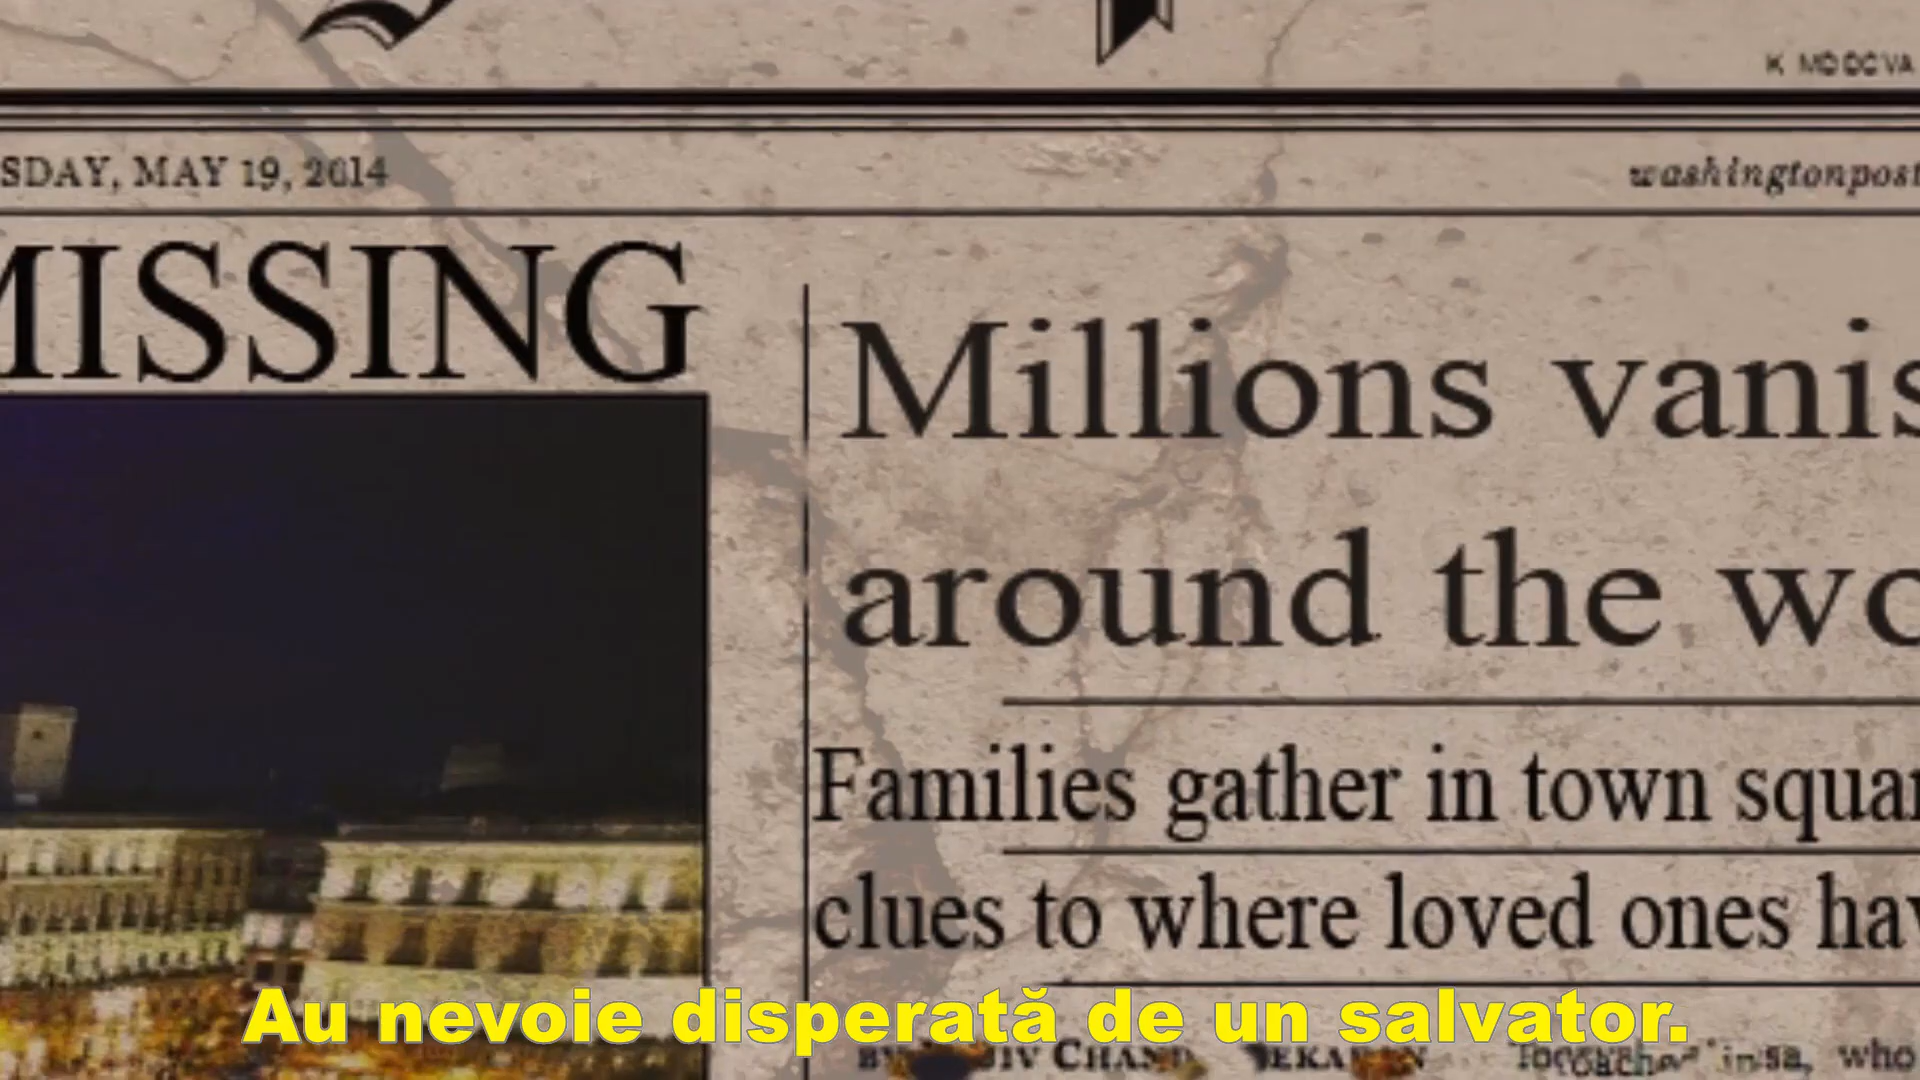 SDAY, MAY 19, 2014
washingtonpost
MISSING
Millions vanis
around the wo
Families gather in town squar
clues to where loved ones hav
Au nevoie disperată de un salvator.
who